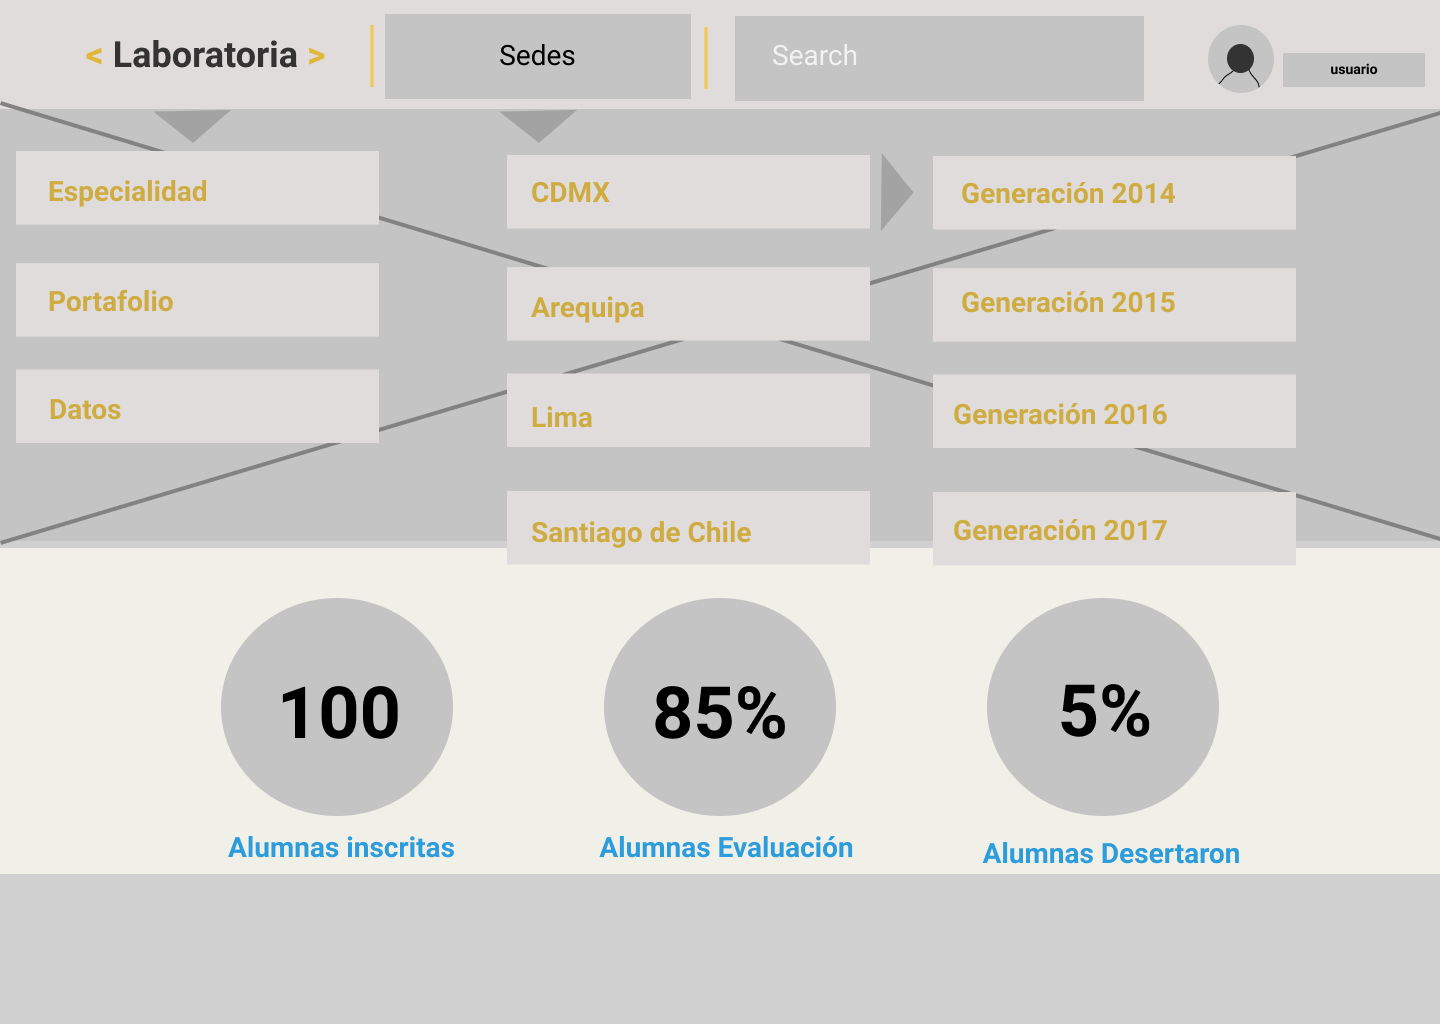 < Laboratoria >
Sedes
Search
usuario
Especialidad
CDMX
Generación 2014
Portafolio
Arequipa
Generación 2015
Datos
Lima
Generación 2016
Santiago de Chile
Generación 2017
100
85%
5%
Alumnas inscritas
Alumnas Evaluación
Alumnas Desertaron